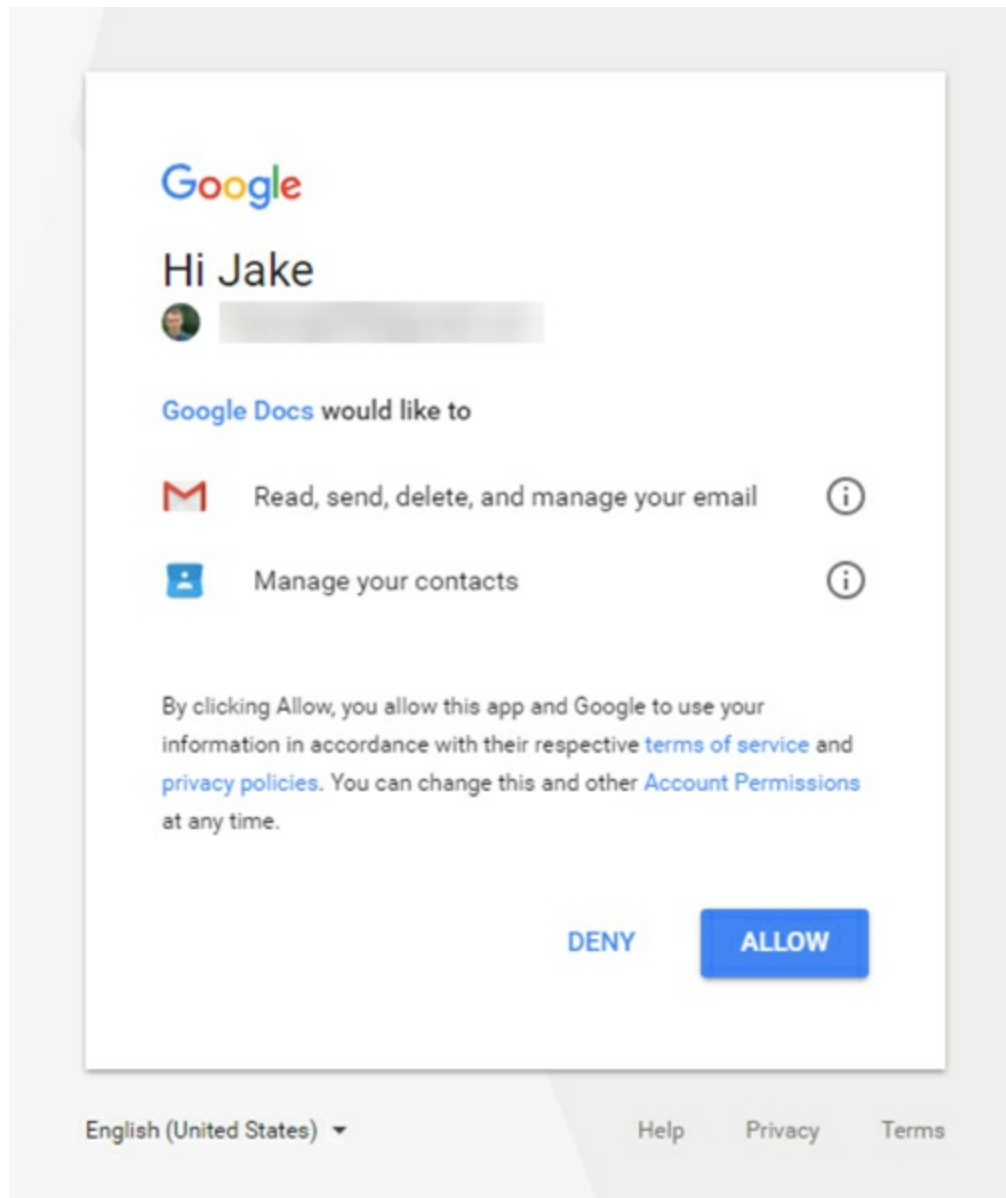 Google
Hi Jake
Google Docs would like to
Read, send, delete, and manage your email
Manage your contacts
By clicking Allow, you allow this app and Google to use your
information in accordance with their respective terms of service and
privacy policies. You can change this and other Account Permissions
at any time.
DENY ALLOW
English (United States) Help Privacy Terms